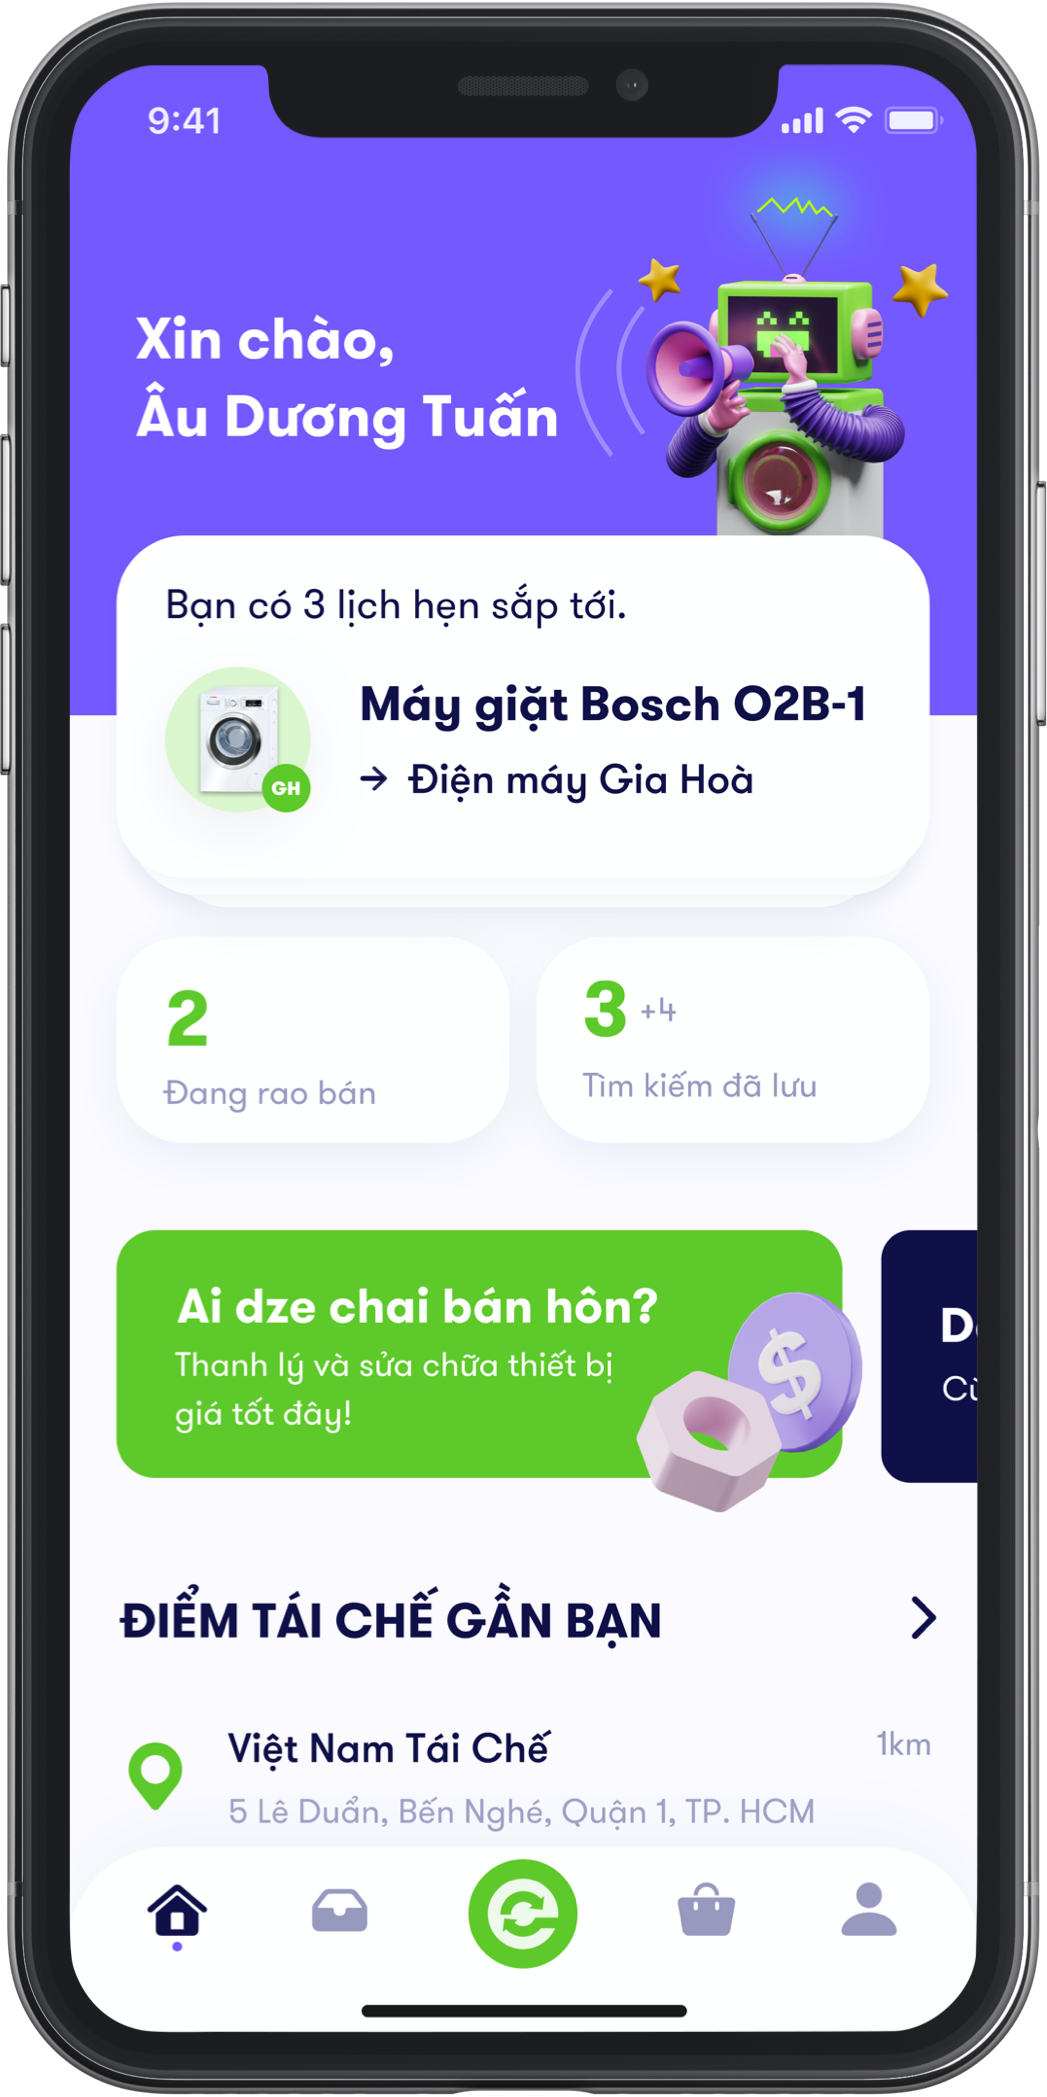 9:41
Xin chào,
Âu Dương Tuấn
Bạn có 3 lịch hẹn sắp tới.
Máy giặt Bosch O2B-1
GH
→ Điện máy Gia Hoà
2
Đang rao bán
3 +4
Tìm kiếm đã lưu
Ai dze chai bán hôn?
Thanh lý và sửa chữa thiết bị
giá tốt đây!
ĐIỂM TÁI CHẾ GẦN BẠN
Việt Nam Tái Chế
1km
5 Lê Duẩn, Bến Nghé, Quận 1, TP. HCM